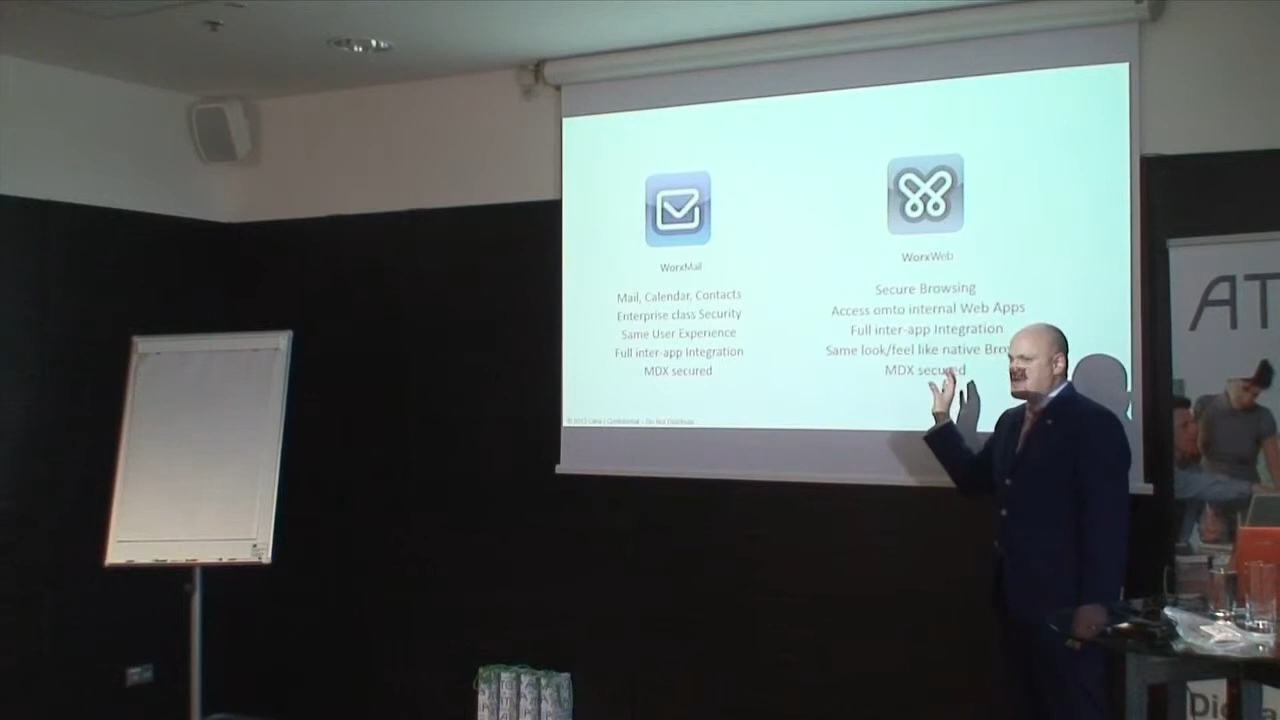 WorxMail
Mail, Calendar, Contacts
Enterprise class Security
Same User Experience
Full inter-app Integration
MDX secured
WorxWeb
Secure Browsing
Access omto internal Web Apps
Full inter-app Integration
Same look/feel like native
MDX secured
AT